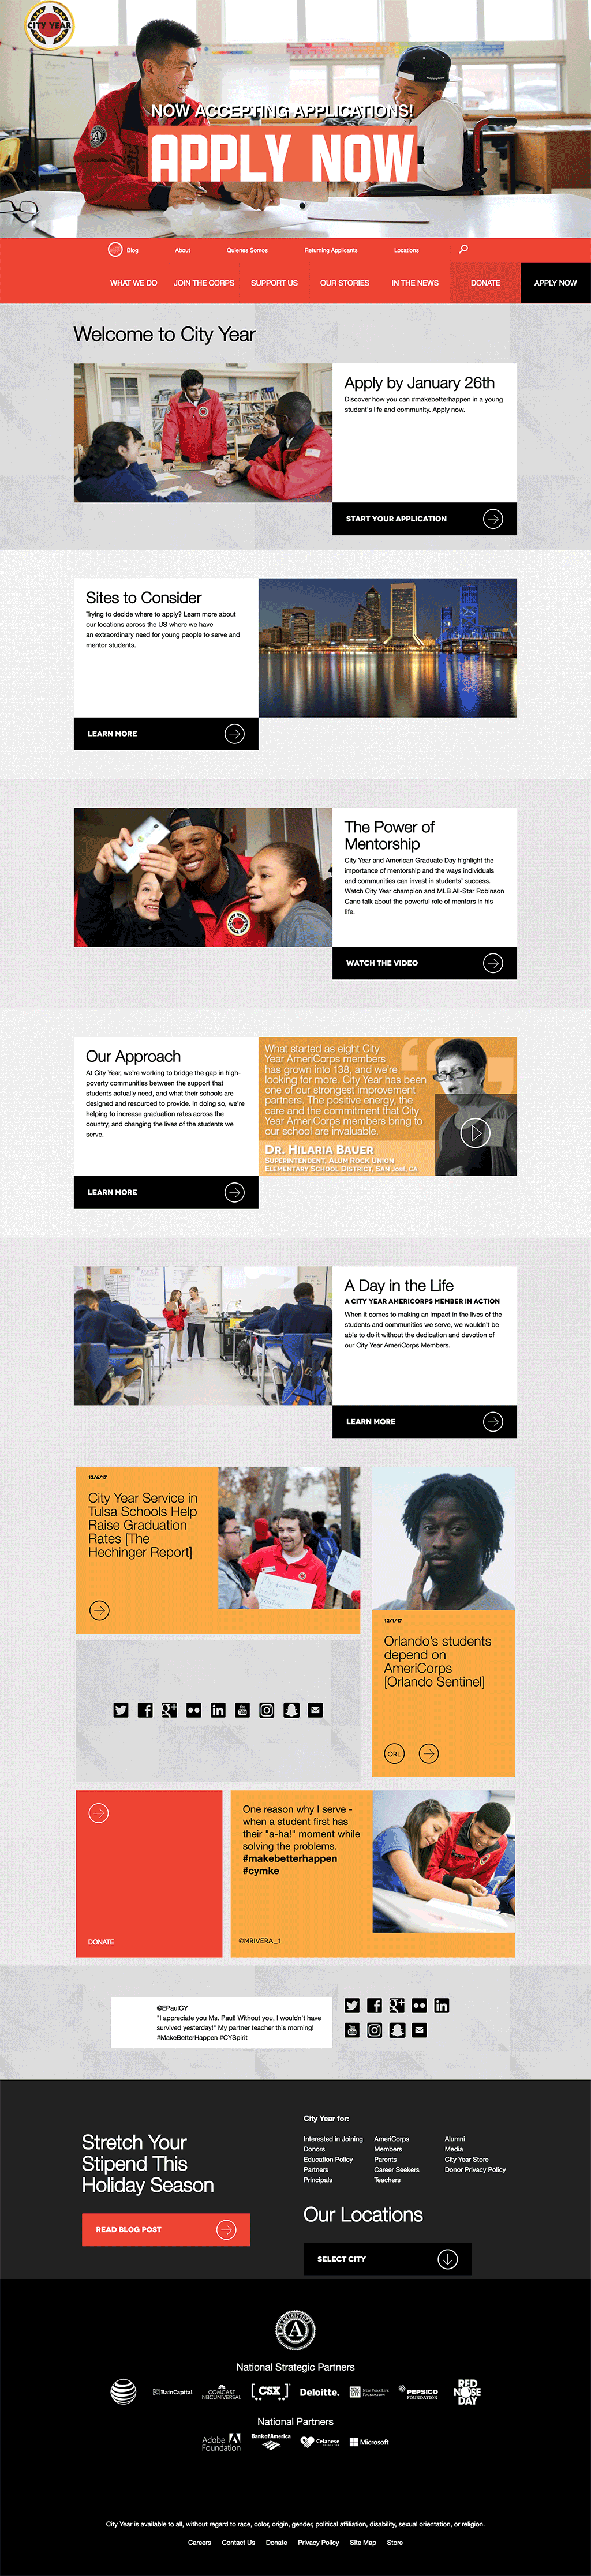 CITY YEAR
NOW ACCEPTING APPLICATIONS!
APPLY NOW
Blog
About
Quienes Somos
Returning Applicants
Locations
WHAT WE DO
JOIN THE CORPS
SUPPORT US
OUR STORIES
IN THE NEWS
DONATE
APPLY NOW
Welcome to City Year
Apply by January 26th
Discover how you can #makebetterhappen in a young
student's life and community. Apply now.
START YOUR APPLICATION
Sites to Consider
Trying to decide where to apply? Learn more about
our locations across the US where we have
an extraordinary need for young people to serve and
mentor students.
LEARN MORE
The Power of
Mentorship
City Year and American Graduate Day highlight the
importance of mentorship and the ways individuals
and communities can invest in students' success.
Watch City Year champion and MLB All-Star Robinson
Cano talk about the powerful role of mentors in his
life.
WATCH THE VIDEO
Our Approach
At City Year, we're working to bridge the gap in high-
poverty communities between the support that
students actually need, and what their schools are
designed and resourced to provide. In doing so, we're
helping to increase graduation rates across the
country, and changing the lives of the students we
serve.
LEARN MORE
What started as eight City
Year AmeriCorps members
has grown into 138, and we're
looking for more. City Year has been
one of our strongest improvement
partners. The positive energy, the
care and the commitment that City
Year AmeriCorps members bring to
our school are invaluable.
DR. HILARIA BAUER
SUPERINTENDENT, ALUM ROCK UNION
ELEMENTARY SCHOOL DISTRICT, SAN JOSE, CA
A Day in the Life
A CITY YEAR AMERICORPS MEMBER IN ACTION
When it comes to making an impact in the lives of the
students and communities we serve, we wouldn't be
able to do it without the dedication and devotion of
our City Year AmeriCorps Members.
LEARN MORE
12/6/17
City Year Service in
Tulsa Schools Help
Raise Graduation
Rates [The
Hechinger Report]
12/1/17
Orlando's students
depend on
AmeriCorps
[Orlando Sentinel]
ORL
DONATE
One reason why I serve -
when a student first has
their "a-ha!" moment while
solving the problems.
#makebetterhappen
#cymke
@MRIVERA_1
@EPaulCY
"I appreciate you Ms. Paul! Without you, I wouldn't have
survived yesterday!" My partner teacher this morning!
#MakeBetterHappen #CYSpirit
Stretch Your
Stipend This
Holiday Season
READ BLOG POST
City Year for:
Interested in Joining
Donors
Education Policy
Partners
Principals
AmeriCorps
Members
Parents
Career Seekers
Teachers
Alumni
Media
City Year Store
Donor Privacy Policy
Our Locations
SELECT CITY
National Strategic Partners
BainCapital
COMCAST
NBCUNIVERSAL
CSX
Deloitte.
NEW YORK LIFE
FOUNDATION
PEPSICO
FOUNDATION
RED
NOSE
DAY
National Partners
Adobe
Foundation
Bank of America
Celanese
Microsoft
City Year is available to all, without regard to race, color, origin, gender, political affiliation, disability, sexual orientation, or religion.
Careers
Contact Us
Donate
Privacy Policy
Site Map
Store